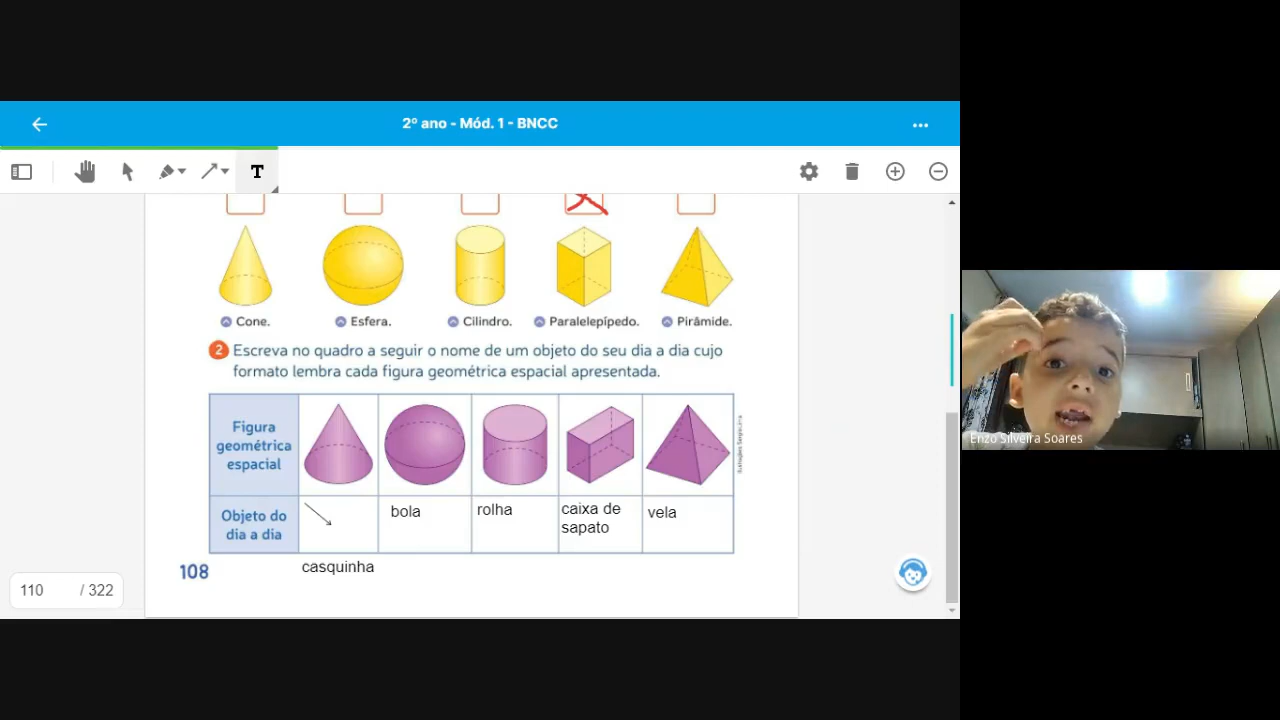 2º ano - Mód. 1 - BNCC
T
Cone.
Esfera.
Cilindro.
Paralelepípedo.
Pirâmide.
2 Escreva no quadro a seguir o nome de um objeto do seu dia a dia cujo
formato lembra cada figura geométrica espacial apresentada.
Figura
geométrica
espacial
Objeto do
dia a dia
bola
rolha
caixa de
sapato
vela
casquinha
108
110 / 322
Enzo Silveira Soares